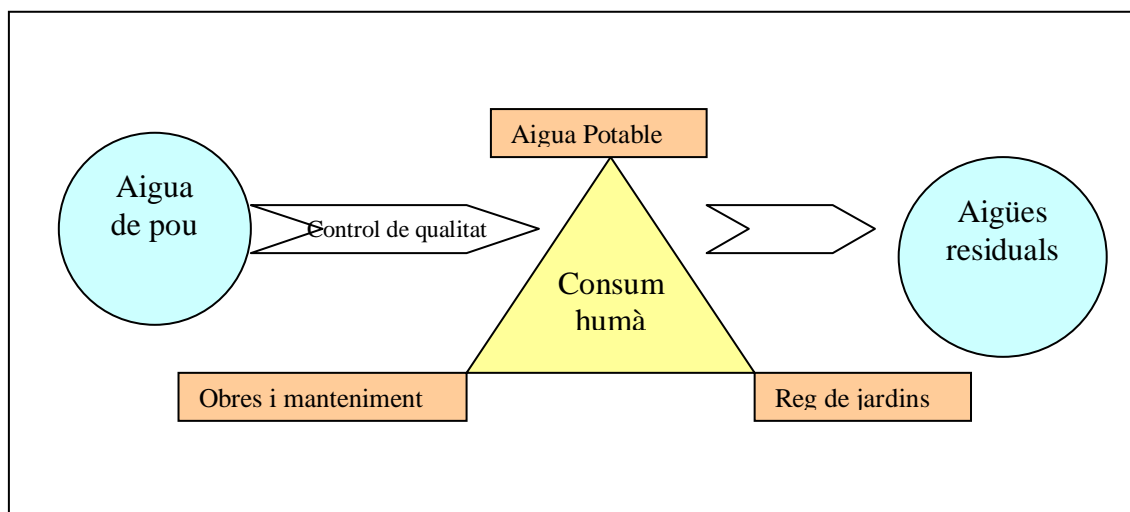 Aigua Potable
Aigua
de pou
Control de qualitat
Aigües
residuals
Consum
humà
Obres i manteniment
Reg de jardins